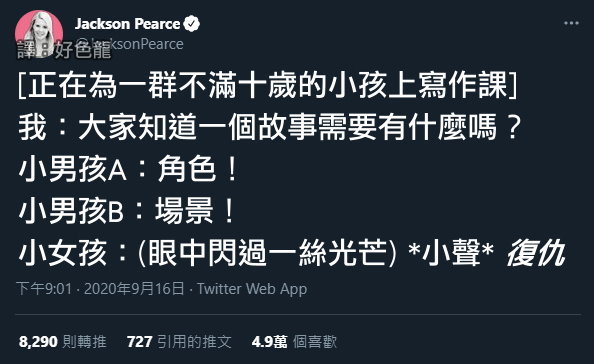 Jackson Pearce
@JacksonPearce
譯：好色龍
[正在為一群不滿十歲的小孩上寫作課]
我：大家知道一個故事需要有什麼嗎？
小男孩A：角色！
小男孩B：場景！
小女孩：(眼中閃過一絲光芒) *小聲* 復仇
下午9:01 · 2020年9月16日 · Twitter Web App
8,290 則轉推 727 引用的推文 4.9萬 個喜歡